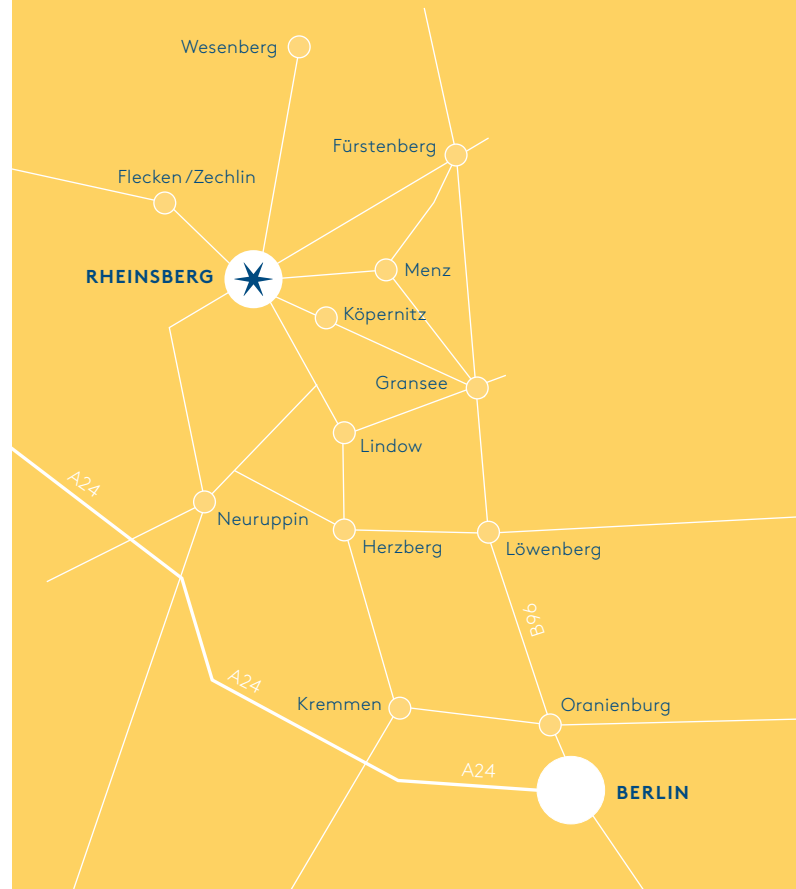 Wesenberg
Fürstenberg
Flecken/Zechlin
RHEINSBERG
Menz
Köpernitz
Gransee
Lindow
A24
Neuruppin
Herzberg
Löwenberg
B96
A24
Kremmen
Oranienburg
A24
BERLIN